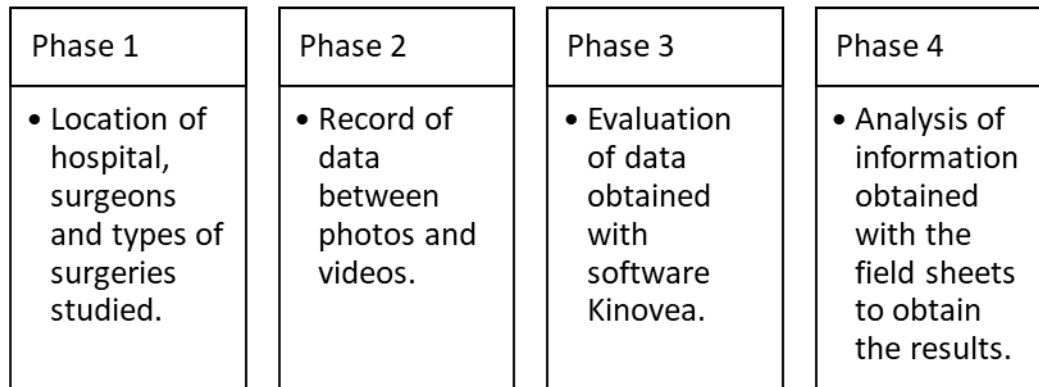 Phase 1
• Location of
hospital,
surgeons
and types of
surgeries
studied.
Phase 2
• Record of
data
between
photos and
videos.
Phase 3
• Evaluation
of data
obtained
with
software
Kinovea.
Phase 4
• Analysis of
information
obtained
with the
field sheets
to obtain
the results.